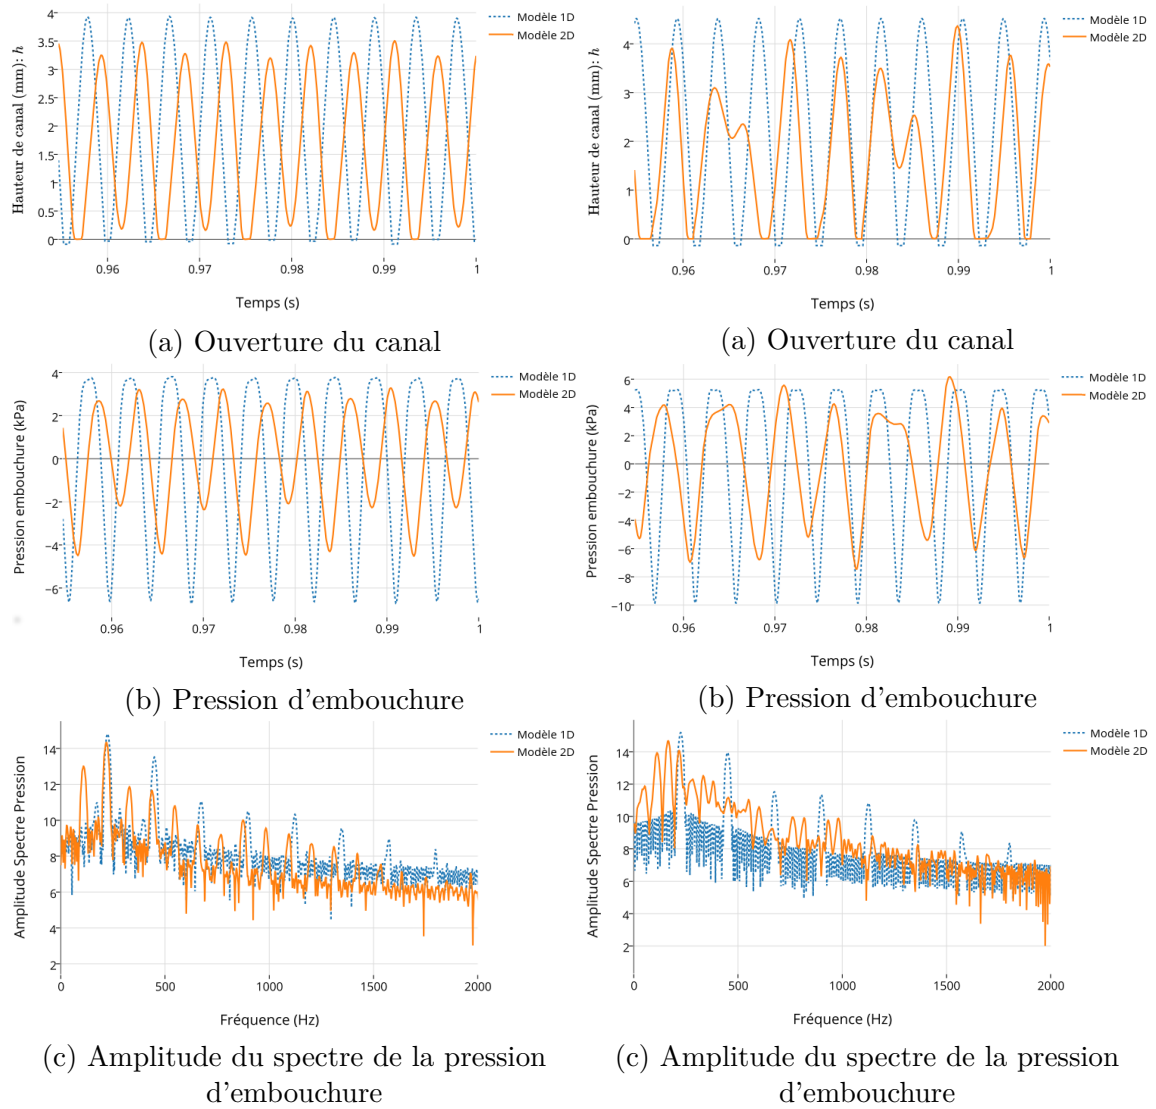 Modèle 1D
Modèle 2D
Hauteur de canal (mm): h
4
3.5
3
2.5
2
1.5
1
0.5
0
0.96
0.97
0.98
0.99
1
Temps (s)
(a) Ouverture du canal
Modèle 1D
Modèle 2D
Hauteur de canal (mm): h
4
3
2
1
0
0.96
0.97
0.98
0.99
1
Temps (s)
(a) Ouverture du canal
Modèle 1D
Modèle 2D
Pression embouchure (kPa)
4
2
0
−2
−4
−6
0.96
0.97
0.98
0.99
1
Temps (s)
(b) Pression d'embouchure
Modèle 1D
Modèle 2D
Pression embouchure (kPa)
6
4
2
0
−2
−4
−6
−8
−10
0.96
0.97
0.98
0.99
1
Temps (s)
(b) Pression d'embouchure
Modèle 1D
Modèle 2D
Amplitude Spectre Pression
14
12
10
8
6
4
2
0
500
1000
1500
2000
Fréquence (Hz)
(c) Amplitude du spectre de la pression
d'embouchure
Modèle 1D
Modèle 2D
Amplitude Spectre Pression
14
12
10
8
6
4
2
0
500
1000
1500
2000
Fréquence (Hz)
(c) Amplitude du spectre de la pression
d'embouchure